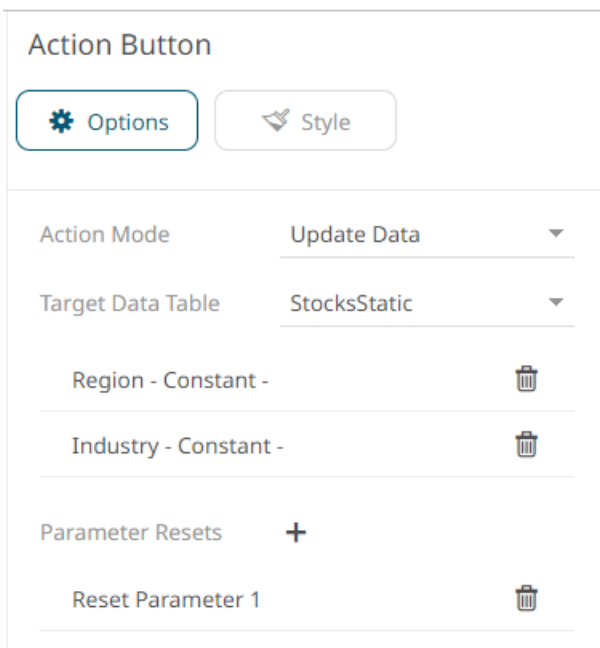 Action Button
Options Style
Action Mode Update Data
Target Data Table StocksStatic
Region - Constant -
Industry - Constant -
Parameter Resets +
Reset Parameter 1